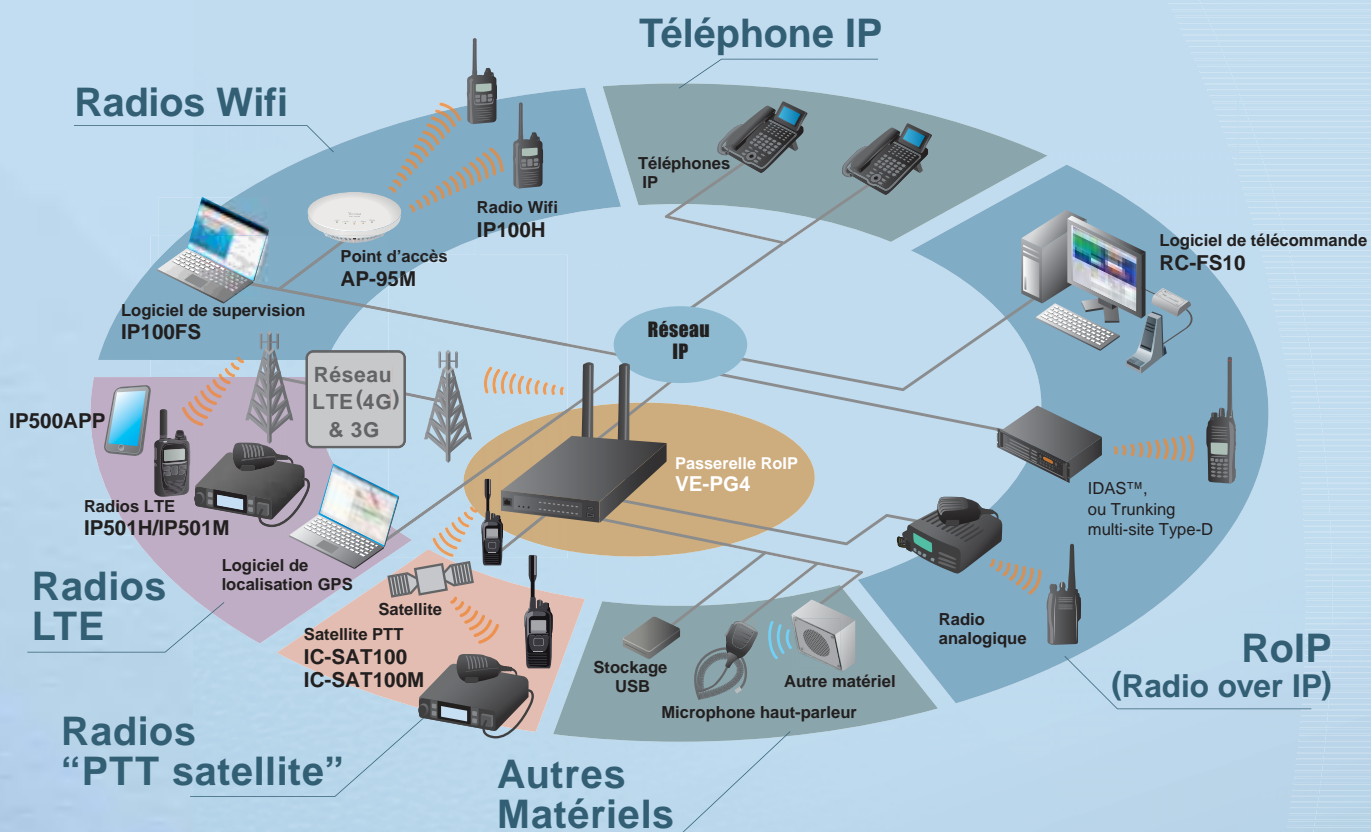 Téléphone IP
Radios Wifi
Téléphones
IP
Radio Wifi
IP100H
Point d'accès
AP-95M
Logiciel de supervision
IP100FS
Logiciel de télécommande
RC-FS10
Réseau
IP
Réseau
LTE(4G)
& 3G
IP500APP
Radios LTE
IP501H/IP501M
Passerelle RoIP
VE-PG4
IDAS™,
ou Trunking
multi-site Type-D
Logiciel de
localisation GPS
Radios
LTE
Satellite
Satellite PTT
IC-SAT100
IC-SAT100M
Radio
analogique
Stockage
USB
Autre matériel
Microphone haut-parleur
RoIP
(Radio over IP)
Radios
“PTT satellite”
Autres
Matériels